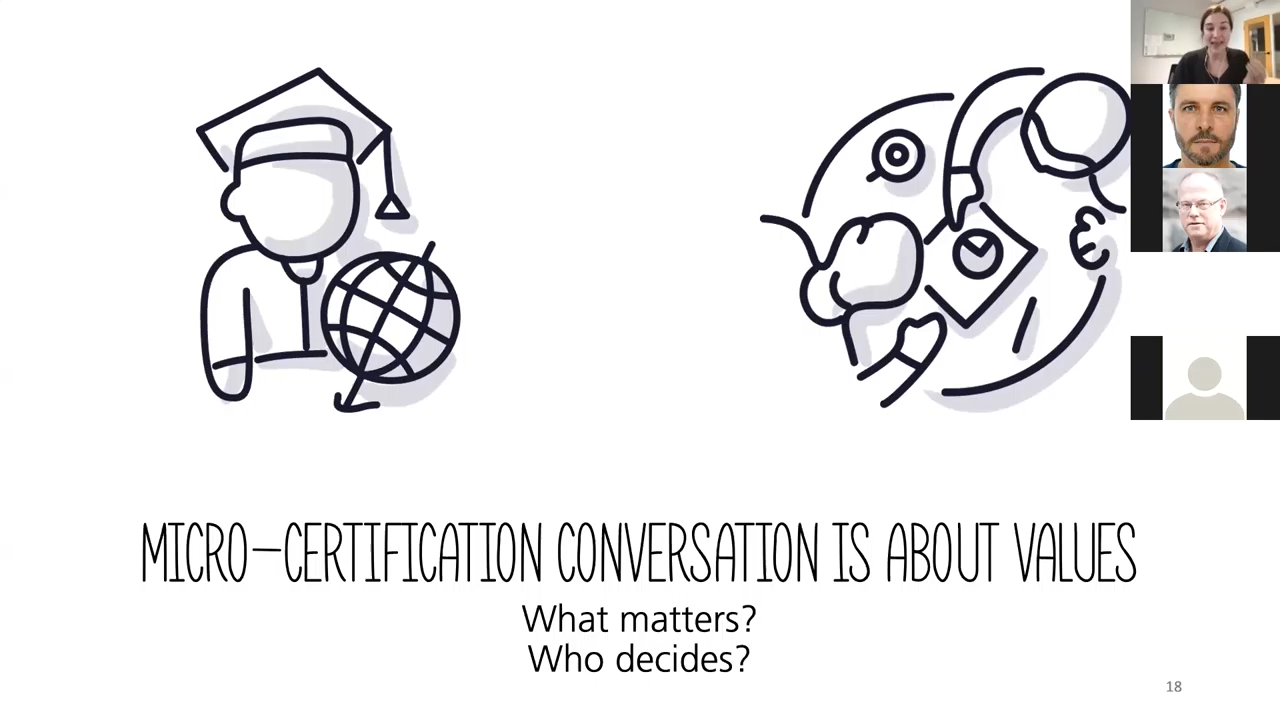 MICRO-CERTIFICATION CONVERSATION IS ABOUT VALUES
What matters?
Who decides?
18